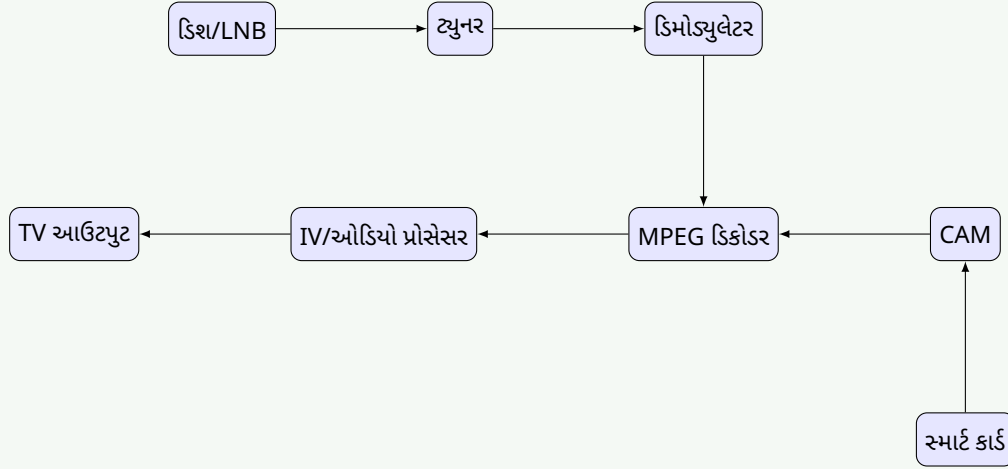 ડિશ/LNB
ટ્યુનર
ડિમોડ્યુલેટર
TV આઉટપુટ
IV/ઓડિયો પ્રોસેસર
MPEG ડિકોડર
CAM
સ્માર્ટ કાર્ડ